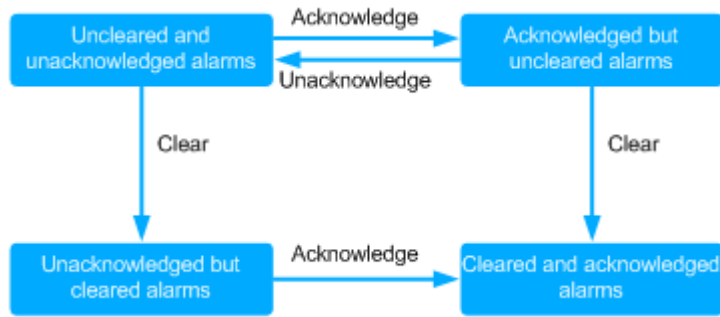 Acknowledge
Uncleared and
unacknowledged alarms
Acknowledged but
uncleared alarms
Unacknowledge
Clear
Clear
Unacknowledged but
cleared alarms
Acknowledge
Cleared and acknowledged
alarms